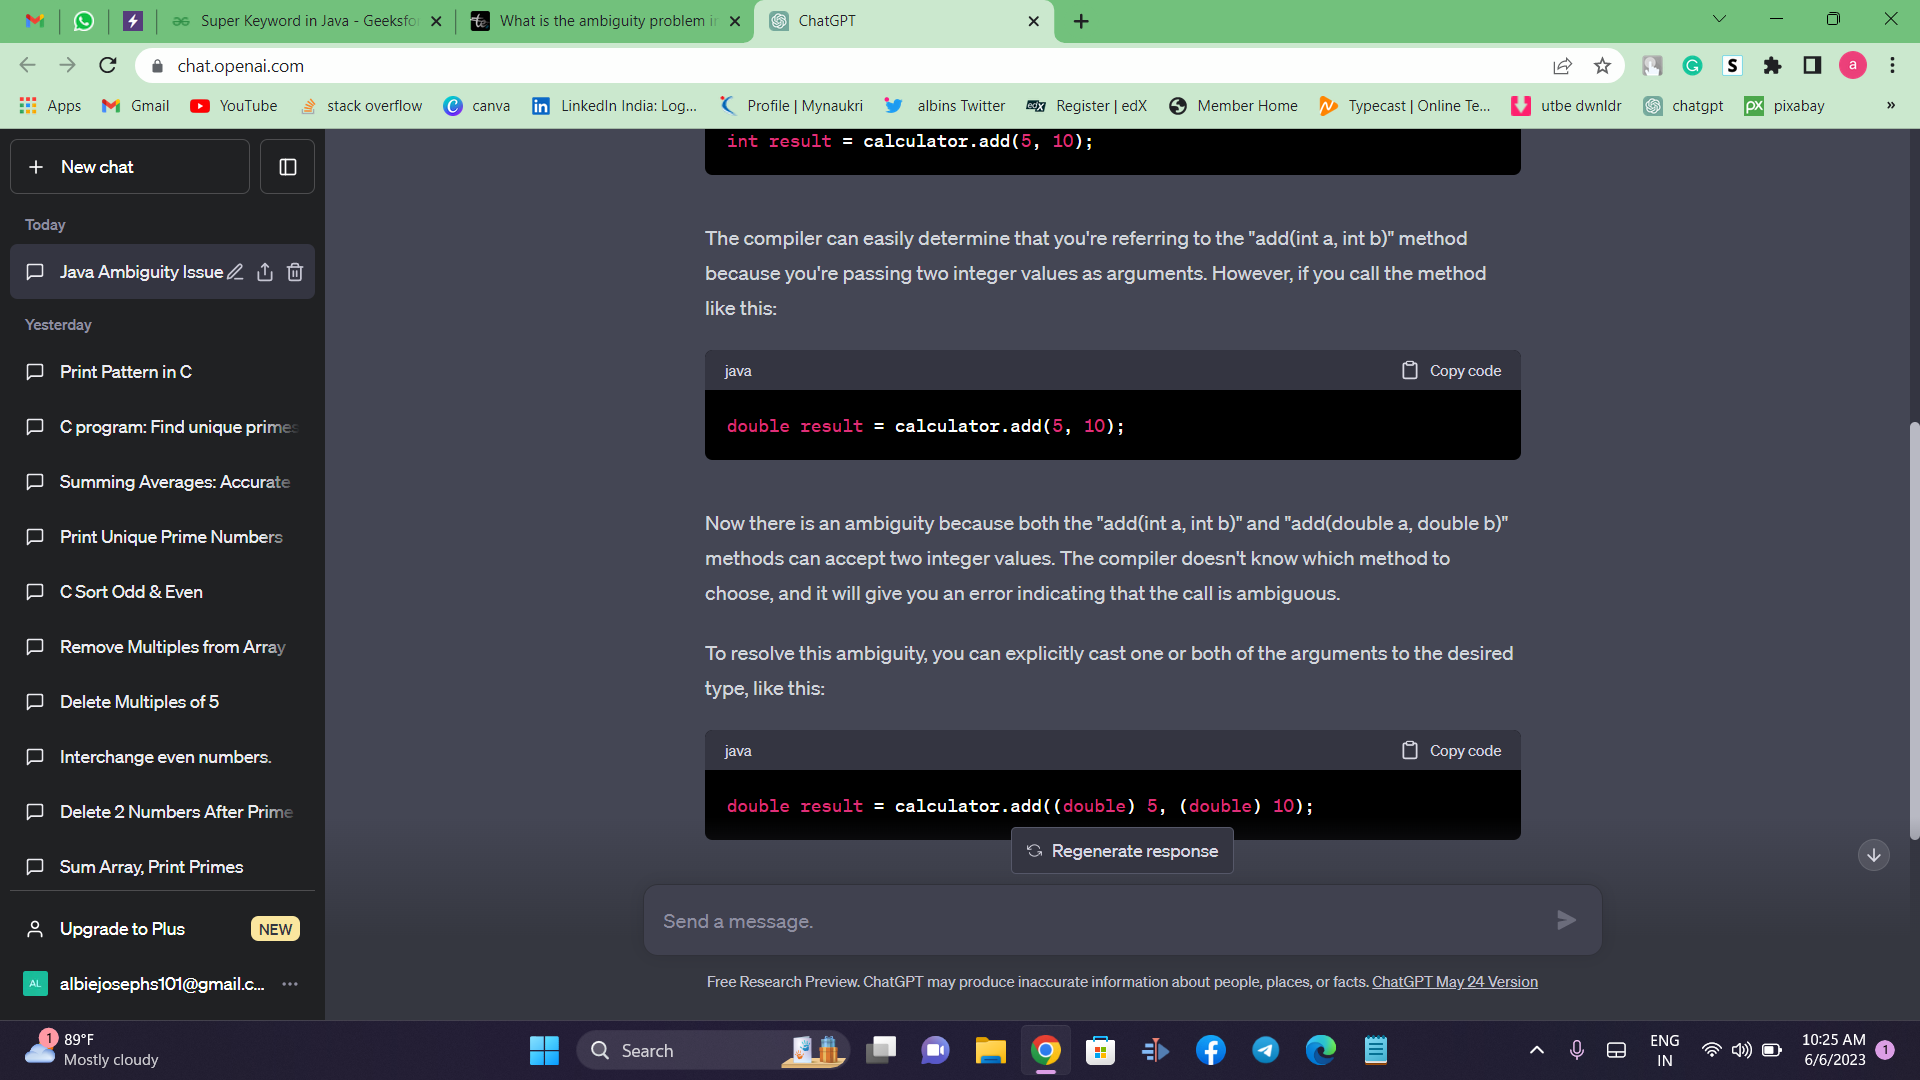 Super Keyword in Java - Geeksfo
What is the ambiguity problem in
ChatGPT
chat.openai.com
a
Apps
Gmail
YouTube
stack overflow
canva
LinkedIn India: Log...
Profile | Mynaukri
albins Twitter
Register | edX
Member Home
Typecast | Online Te...
utbe dwnldr
chatgpt
pixabay
»
New chat
Today
Java Ambiguity Issue
Yesterday
Print Pattern in C
C program: Find unique primes
Summing Averages: Accurate
Print Unique Prime Numbers
C Sort Odd & Even
Remove Multiples from Array
Delete Multiples of 5
Interchange even numbers.
Delete 2 Numbers After Prime
Sum Array, Print Primes
Upgrade to Plus NEW
AL albiejosephs101@gmail.c...
int result = calculator.add(5, 10);
The compiler can easily determine that you're referring to the "add(int a, int b)" method
because you're passing two integer values as arguments. However, if you call the method
like this:
java Copy code
double result = calculator.add(5, 10);
Now there is an ambiguity because both the "add(int a, int b)" and "add(double a, double b)"
methods can accept two integer values. The compiler doesn't know which method to
choose, and it will give you an error indicating that the call is ambiguous.
To resolve this ambiguity, you can explicitly cast one or both of the arguments to the desired
type, like this:
java Copy code
double result = calculator.add((double) 5, (double) 10);
Regenerate response
Send a message.
Free Research Preview. ChatGPT may produce inaccurate information about people, places, or facts. ChatGPT May 24 Version
1
89°F
Mostly cloudy
Search
ENG
IN
10:25 AM
6/6/2023
1